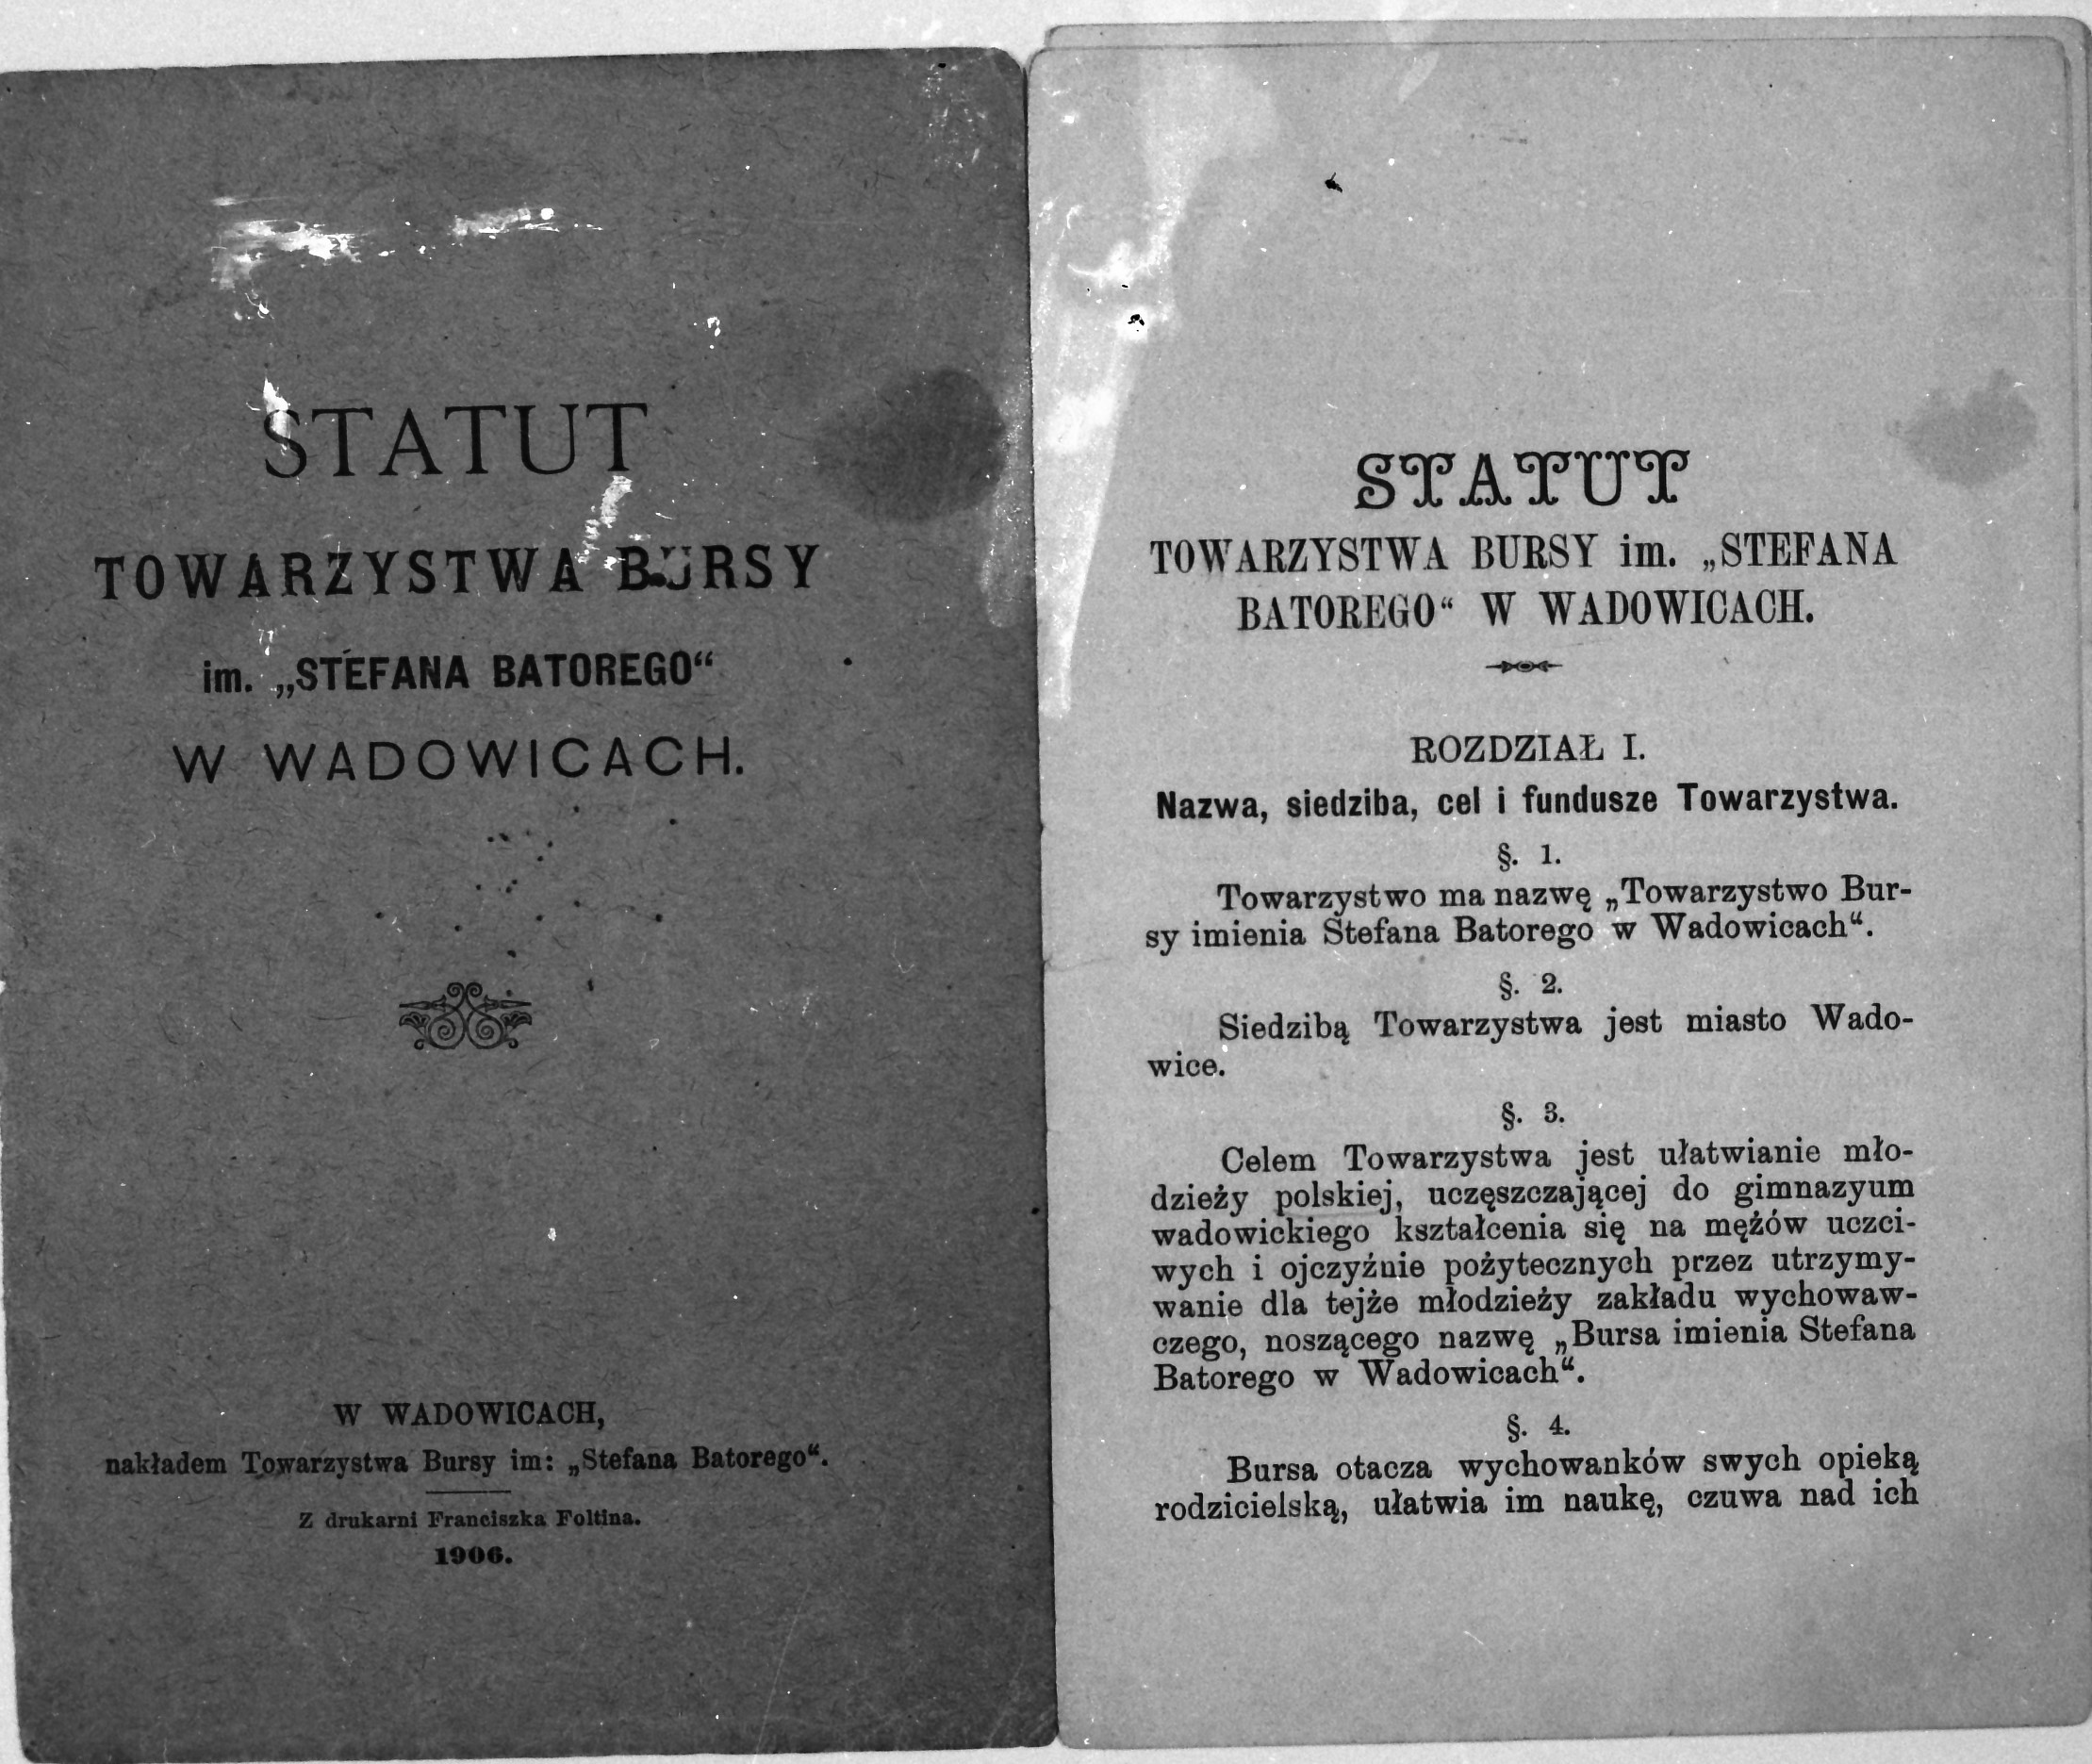 STATUT
TOWARZYSTWA BURSY
im. „STEFANA BATOREGO“
W WADOWICACH.
W WADOWICACH,
nakładem Towarzystwa Bursy im: „Stefana Batorego“.
Z drukarni Franciszka Foltina.
1906.
STATUT
TOWARZYSTWA BURSY im. „STEFANA
BATOREGO“ W WADOWICACH.
ROZDZIAŁ I.
Nazwa, siedziba, cel i fundusze Towarzystwa.
§. 1.
Towarzystwo ma nazwę „Towarzystwo Bur-
sy imienia Stefana Batorego w Wadowicach“.
§. 2.
Siedzibą Towarzystwa jest miasto Wado-
wice.
§. 3.
Celem Towarzystwa jest ułatwianie mło-
dzieży polskiej, uczęszczającej do gimnazyum
wadowickiego kształcenia się na mężów uczci-
wych i ojczyźnie pożytecznych przez utrzymy-
wanie dla tejże młodzieży zakładu wychowaw-
czego, noszącego nazwę „Bursa imienia Stefana
Batorego w Wadowicach“.
§. 4.
Bursa otacza wychowanków swych opieką
rodzicielską, ułatwia im naukę, czuwa nad ich